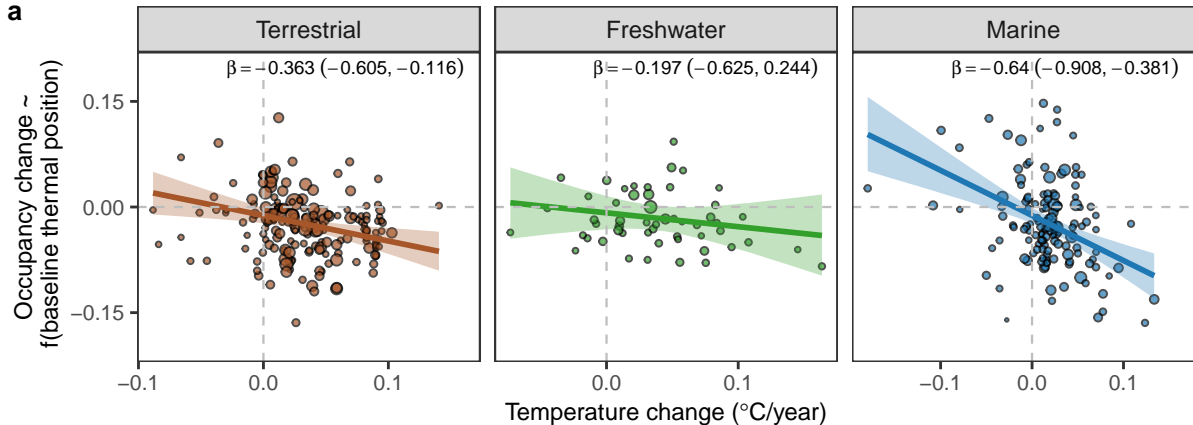 a
Terrestrial
Freshwater
Marine
β = −0.363 (−0.605, −0.116)
β = −0.197 (−0.625, 0.244)
β = −0.64 (−0.908, −0.381)
Occupancy change ~
f(baseline thermal position)
0.15
0.00
−0.15
−0.1
0.0
0.1
0.0
0.1
−0.1
0.0
0.1
Temperature change (°C/year)